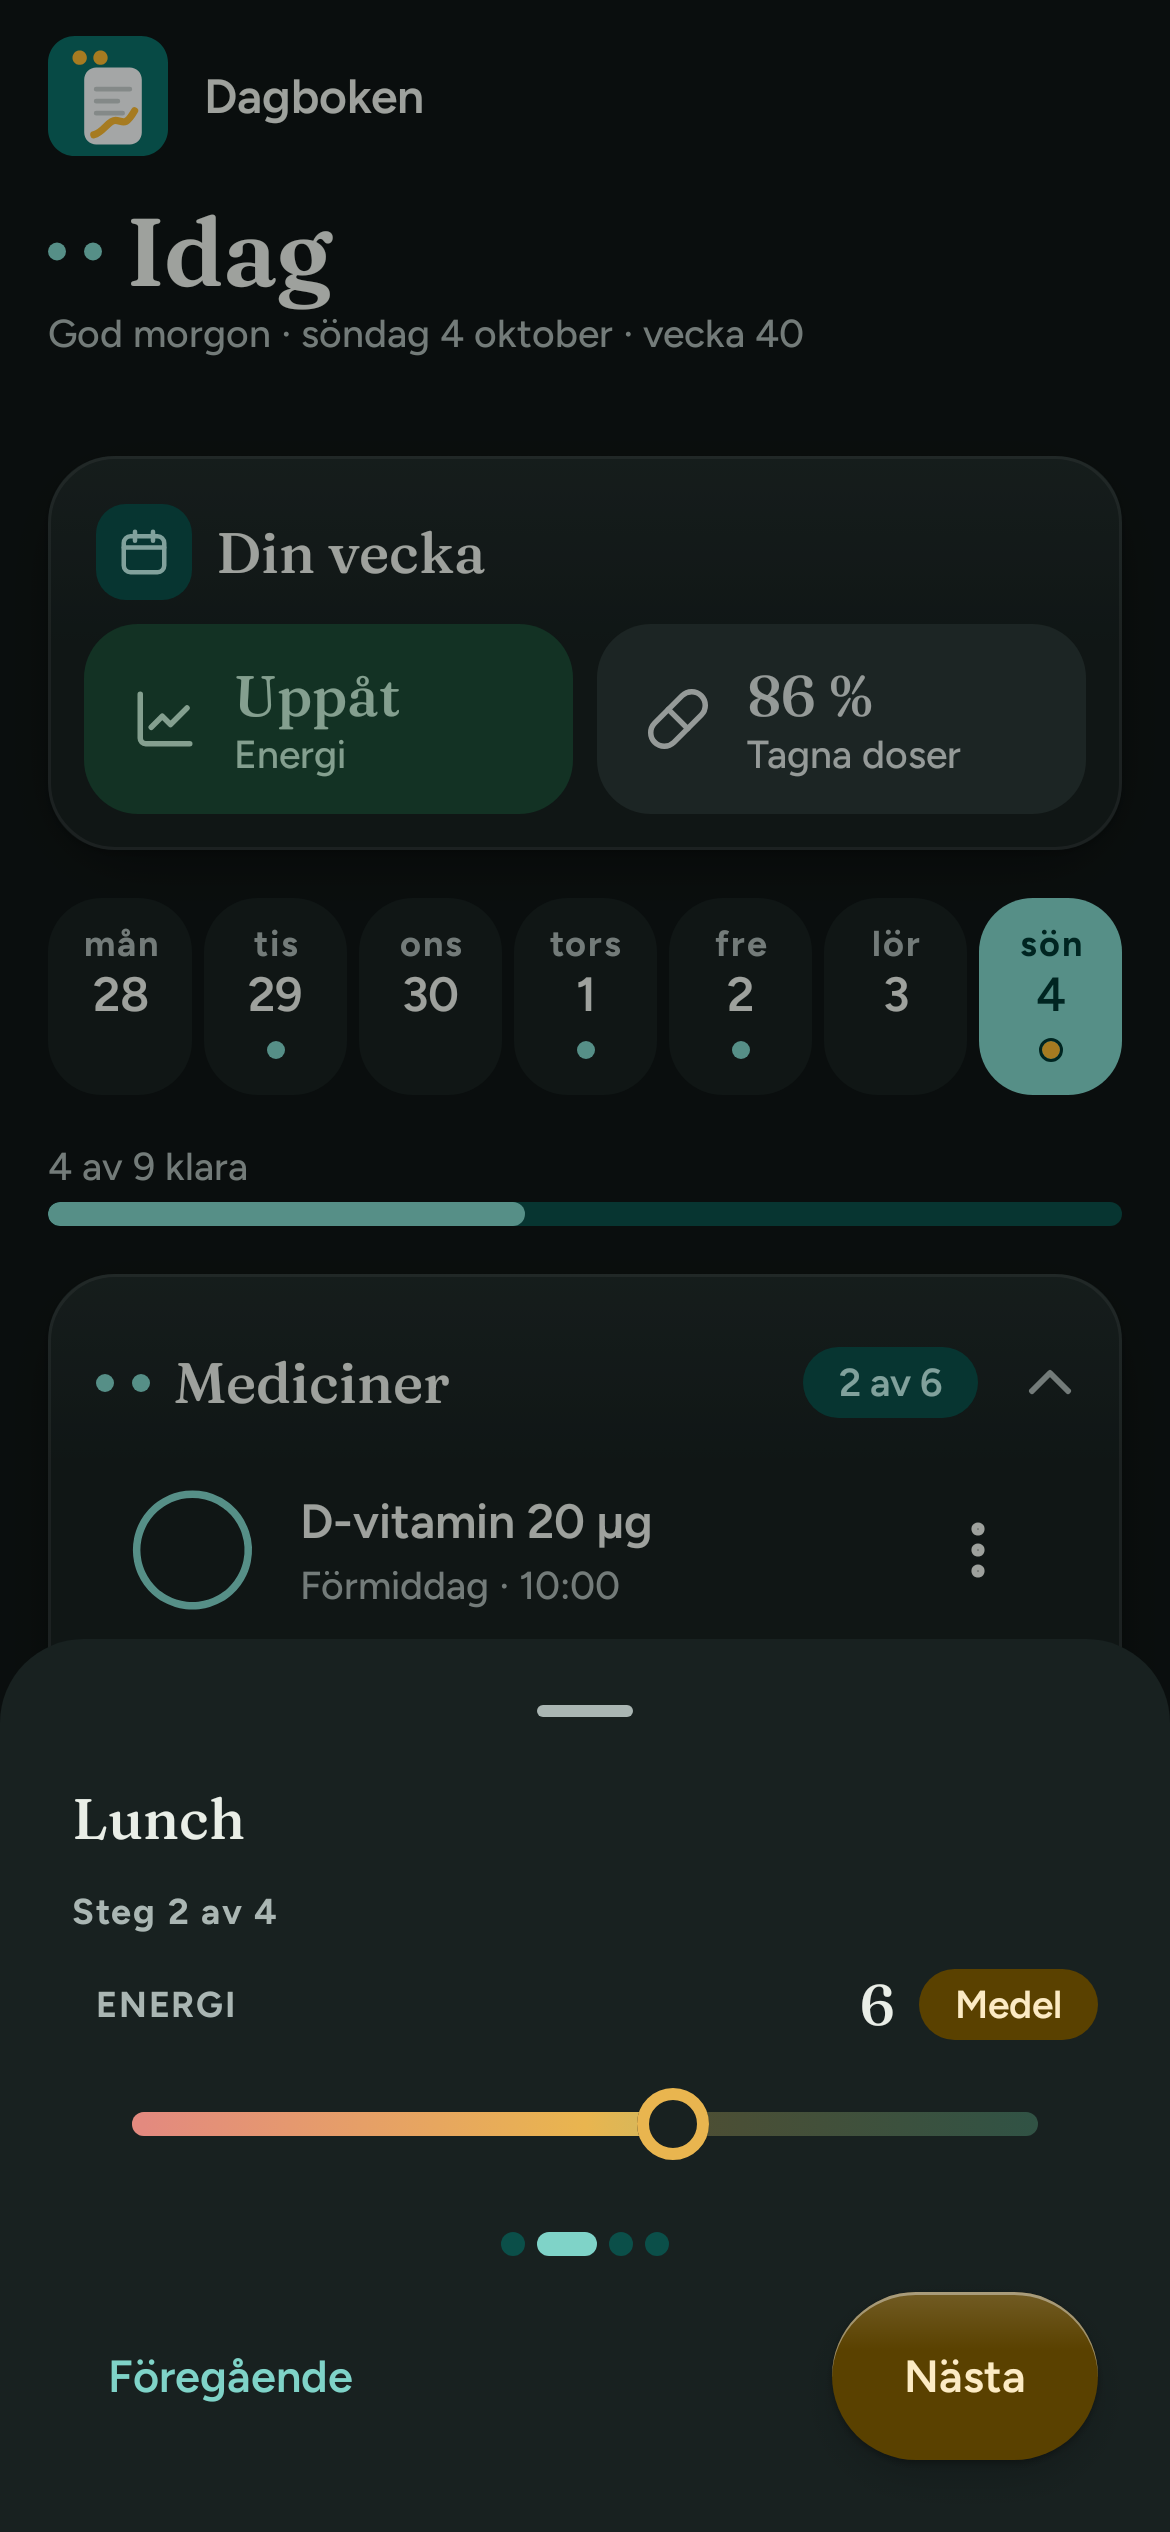 Dagboken
Idag
God morgon · söndag 4 oktober · vecka 40
Din vecka
Uppåt
Energi
86 %
Tagna doser
mån tis ons tors fre lör sön
28 29 30 1 2 3 4
4 av 9 klara
Mediciner
2 av 6
D-vitamin 20 µg
Förmiddag · 10:00
Lunch
Steg 2 av 4
ENERGI 6 Medel
Föregående Nästa